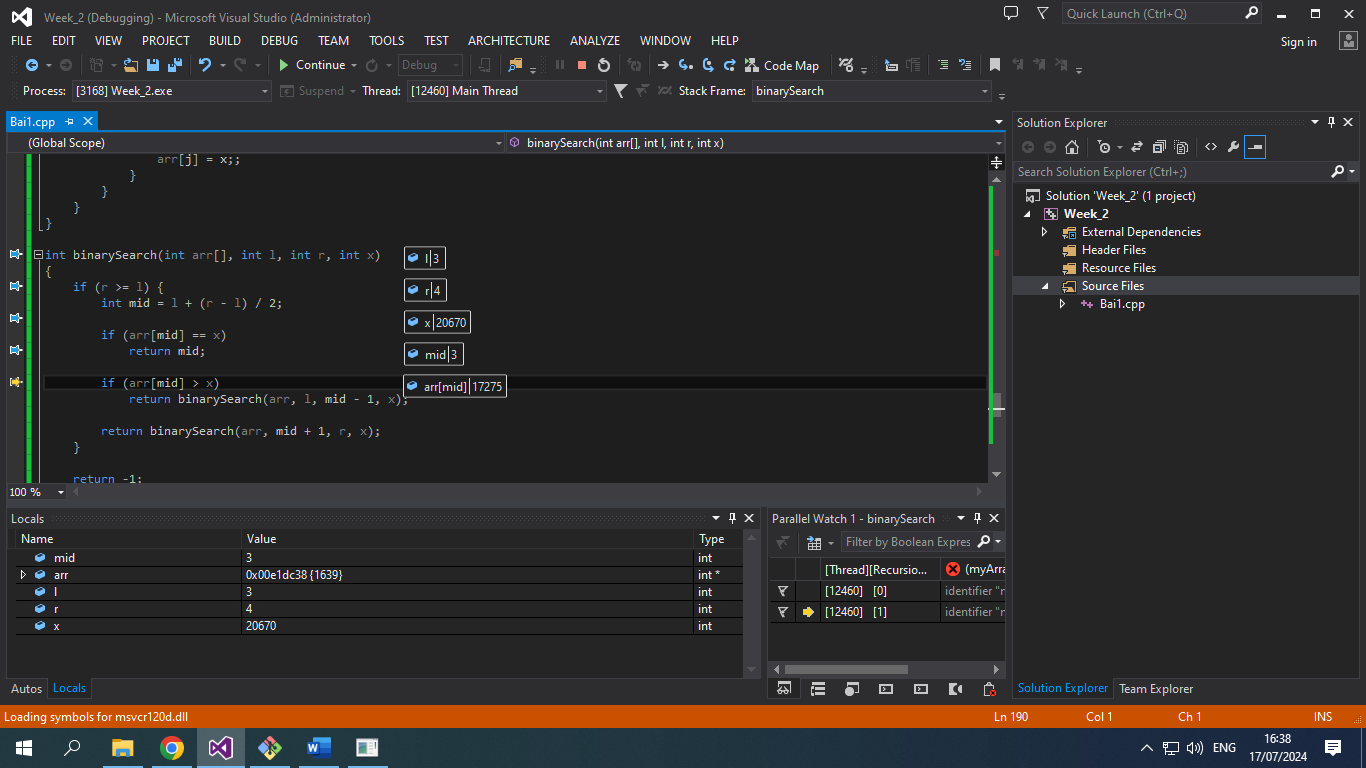 Week_2 (Debugging) - Microsoft Visual Studio (Administrator)
Quick Launch (Ctrl+Q)
FILE EDIT VIEW PROJECT BUILD DEBUG TEAM TOOLS TEST ARCHITECTURE ANALYZE WINDOW HELP
Sign in
Continue Debug Code Map
Process: [3168] Week_2.exe Suspend Thread: [12460] Main Thread Stack Frame: binarySearch
Bai1.cpp
(Global Scope) binarySearch(int arr[], int l, int r, int x)
arr[j] = x;;
}
}
}
}
int binarySearch(int arr[], int l, int r, int x)
l 3
{
if (r >= l) {
r 4
int mid = l + (r - l) / 2;
x 20670
if (arr[mid] == x)
return mid;
mid 3
if (arr[mid] > x)
arr[mid] 17275
return binarySearch(arr, l, mid - 1, x);
return binarySearch(arr, mid + 1, r, x);
}
return -1;
100 %
Solution Explorer
Search Solution Explorer (Ctrl+;)
Solution 'Week_2' (1 project)
Week_2
External Dependencies
Header Files
Resource Files
Source Files
Bai1.cpp
Locals
Name Value Type
mid 3 int
arr 0x00e1dc38 {1639} int *
l 3 int
r 4 int
x 20670 int
Autos Locals
Parallel Watch 1 - binarySearch
Filter by Boolean Expres
[Thread][Recursio... (myArra
[12460] [0] identifier "n
[12460] [1] identifier "n
Solution Explorer Team Explorer
Loading symbols for msvcr120d.dll Ln 190 Col 1 Ch 1 INS
ENG
16:38
17/07/2024